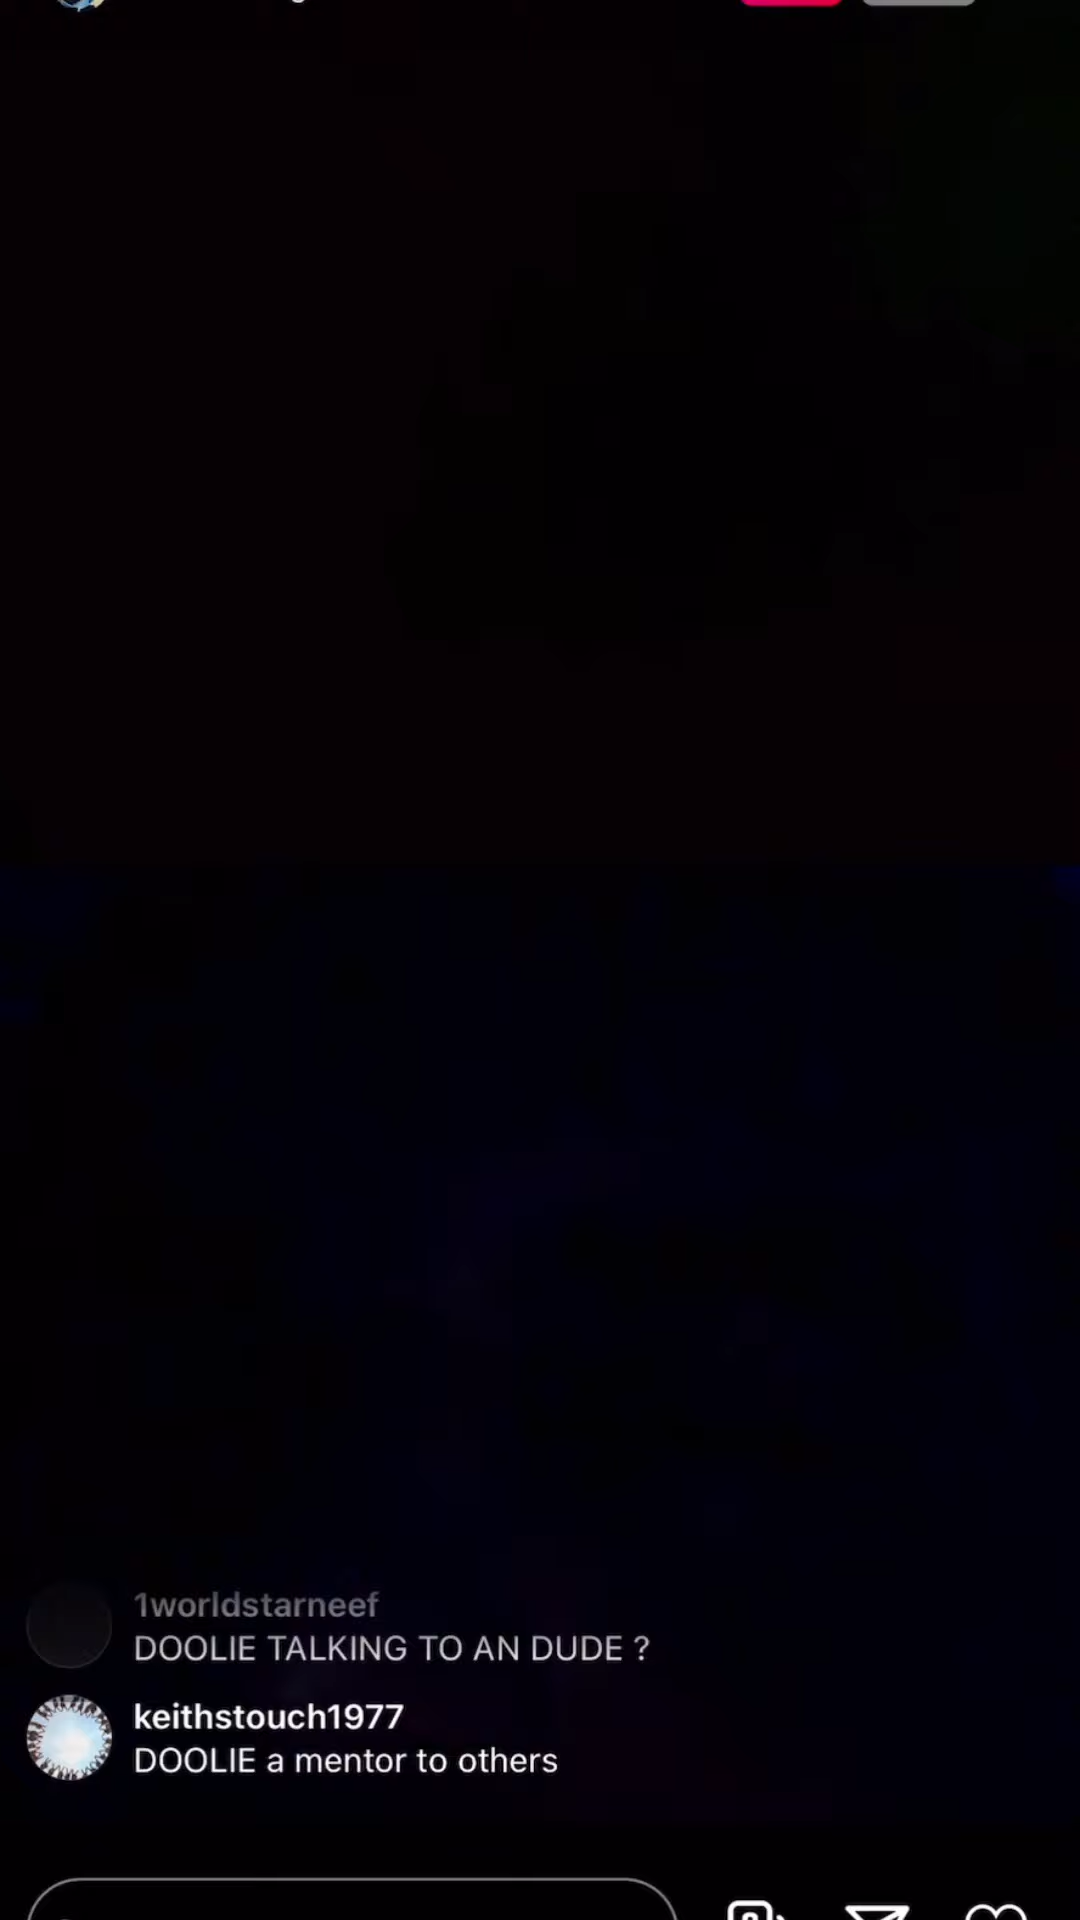 1worldstarneef
DOOLIE TALKING TO AN DUDE ?
keithstouch1977
DOOLIE a mentor to others